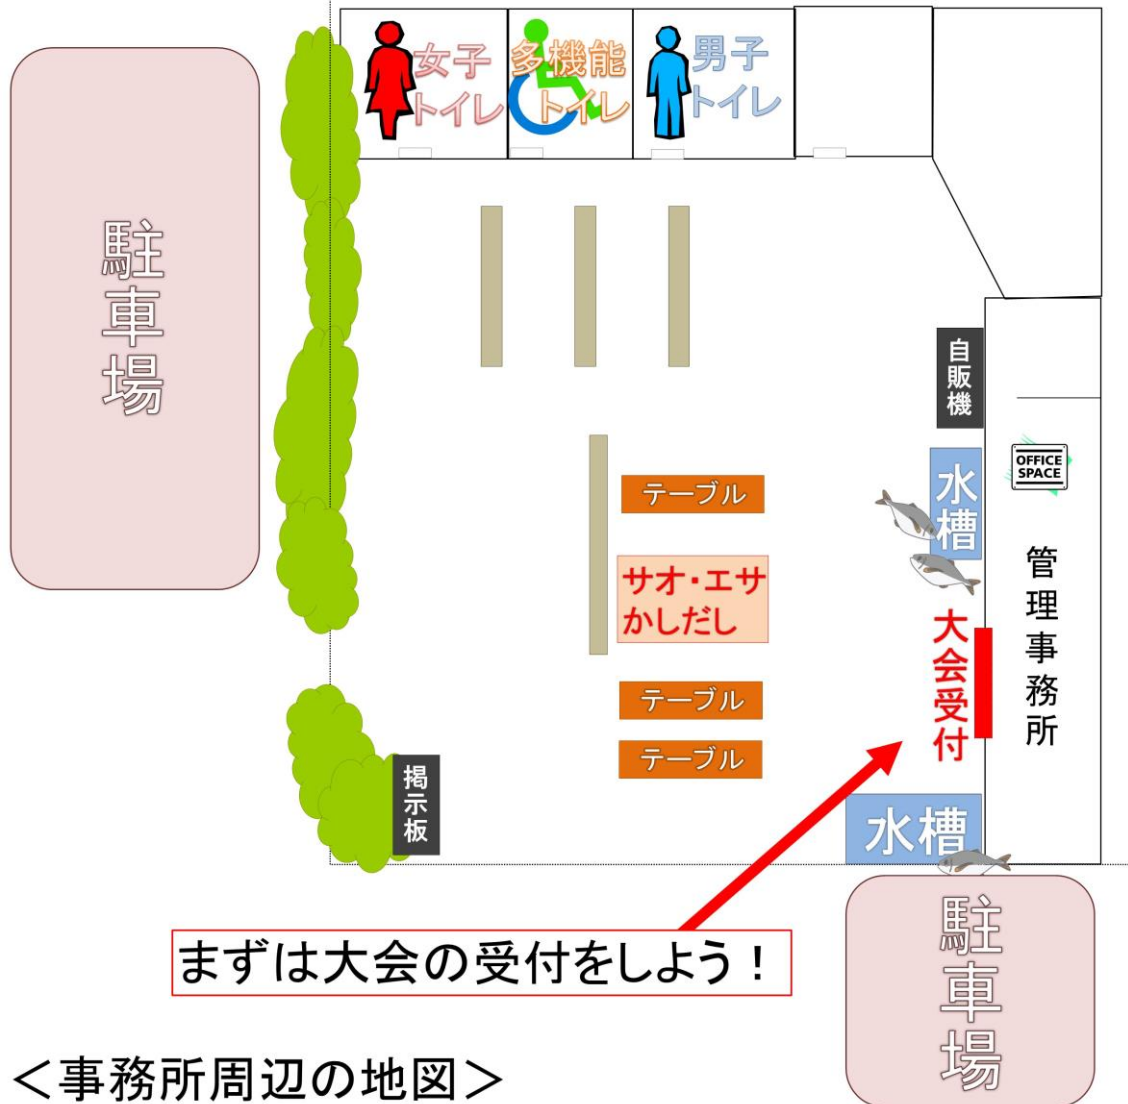 女子
トイレ
多機能
トイレ
男子
トイレ
駐車場
自販機
OFFICE
SPACE
水槽
テーブル
サオ・エサ
かしだし
管理事務所
大会受付
テーブル
テーブル
掲示板
水槽
まずは大会の受付をしよう！
駐車場
＜事務所周辺の地図＞